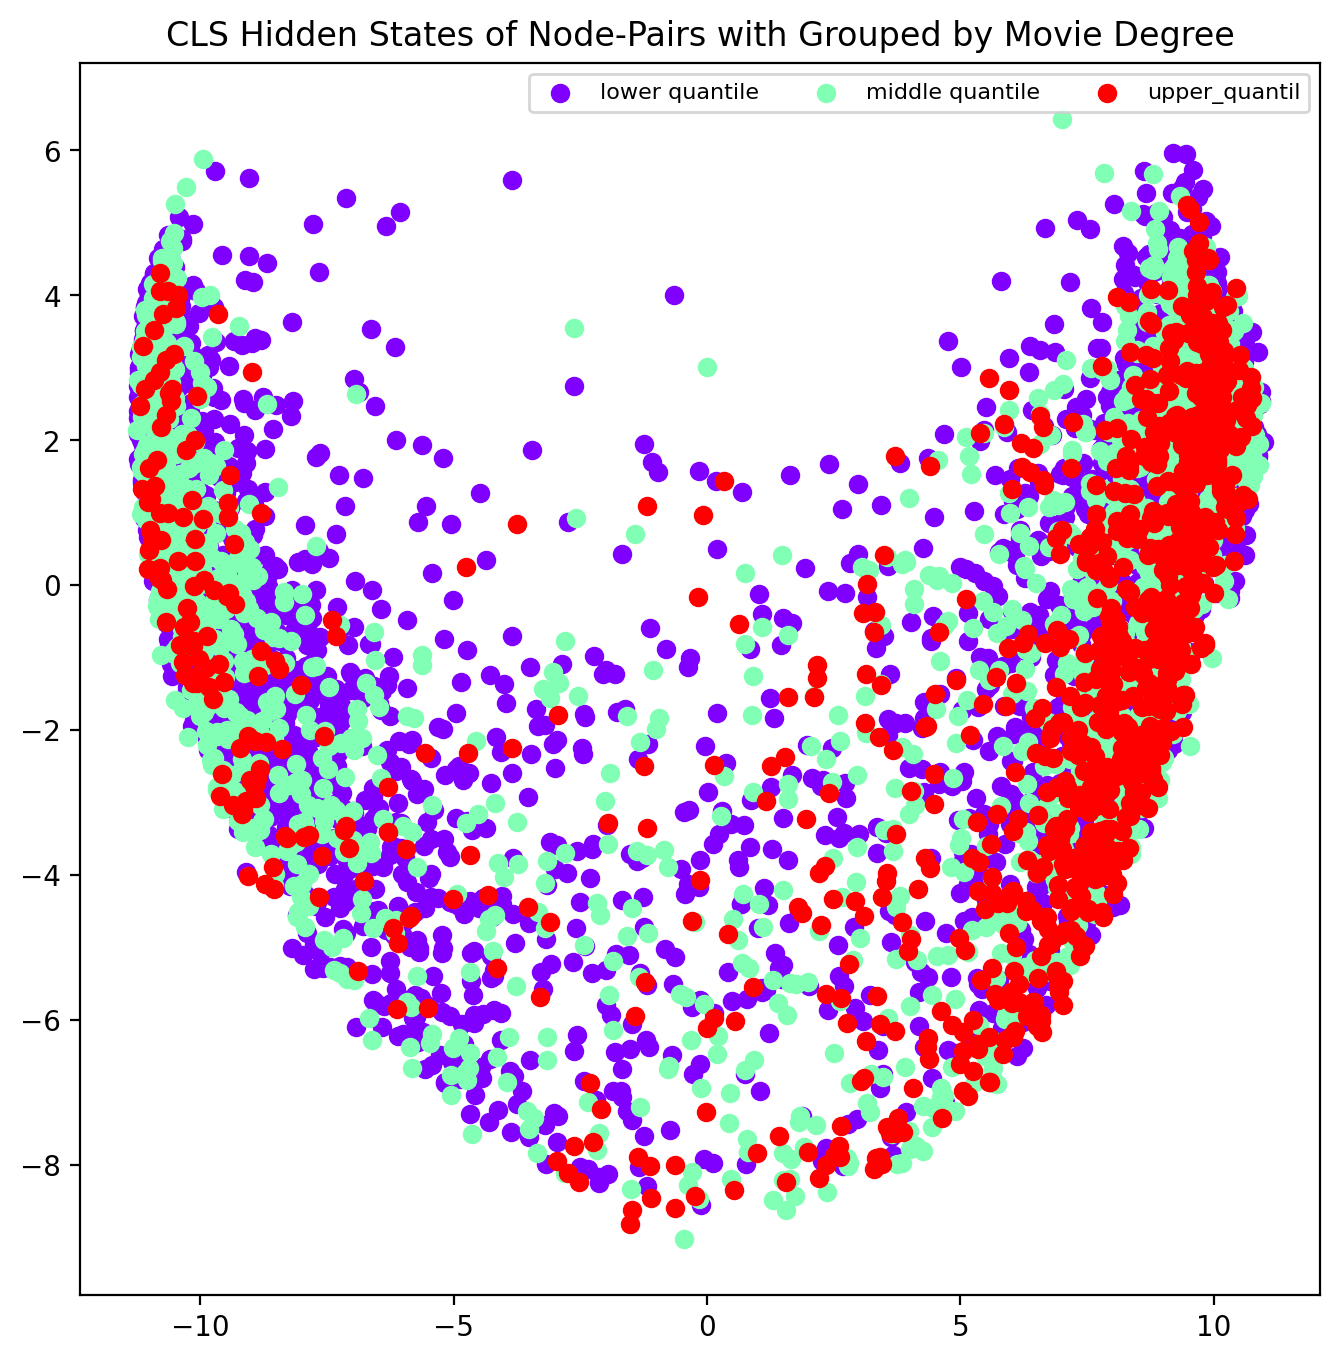 CLS Hidden States of Node-Pairs with Grouped by Movie Degree
lower quantile middle quantile upper_quantil
6
4
2
0
−2
−4
−6
−8
−10 −5 0 5 10